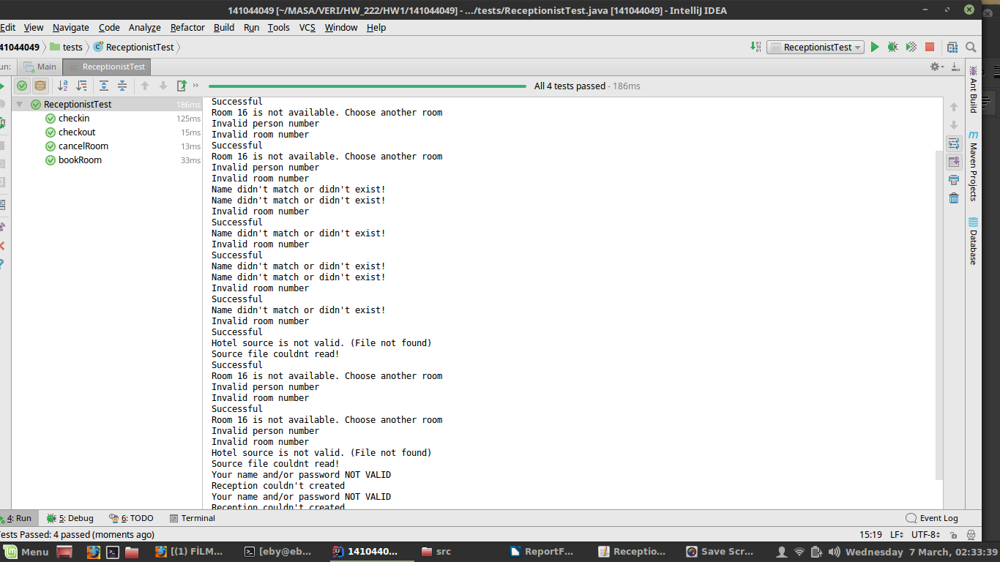 141044049 [~/MASA/VERI/HW_222/HW1/141044049] - .../tests/ReceptionistTest.java [141044049] - IntelliJ IDEA
Edit View Navigate Code Analyze Refactor Build Run Tools VCS Window Help
41044049 tests ReceptionistTest ReceptionistTest
un: Main ReceptionistTest
All 4 tests passed - 186ms
ReceptionistTest 186ms
checkin 125ms
checkout 15ms
cancelRoom 13ms
bookRoom 33ms
Successful
Room 16 is not available. Choose another room
Invalid person number
Invalid room number
Successful
Room 16 is not available. Choose another room
Invalid person number
Invalid room number
Name didn't match or didn't exist!
Name didn't match or didn't exist!
Invalid room number
Successful
Name didn't match or didn't exist!
Invalid room number
Successful
Name didn't match or didn't exist!
Name didn't match or didn't exist!
Invalid room number
Successful
Name didn't match or didn't exist!
Invalid room number
Successful
Hotel source is not valid. (File not found)
Source file couldnt read!
Successful
Room 16 is not available. Choose another room
Invalid person number
Invalid room number
Successful
Room 16 is not available. Choose another room
Invalid person number
Invalid room number
Hotel source is not valid. (File not found)
Source file couldnt read!
Your name and/or password NOT VALID
Reception couldn't created
Your name and/or password NOT VALID
Reception couldn't created
Ant Build
Maven Projects
Database
4: Run 5: Debug 6: TODO Terminal Event Log
ests Passed: 4 passed (moments ago) 15:19 LF UTF-8
Menu [(1) FİLM... [eby@eb... 1410440... src ReportF... Receptio... Save Scr... Wednesday 7 March, 02:33:39